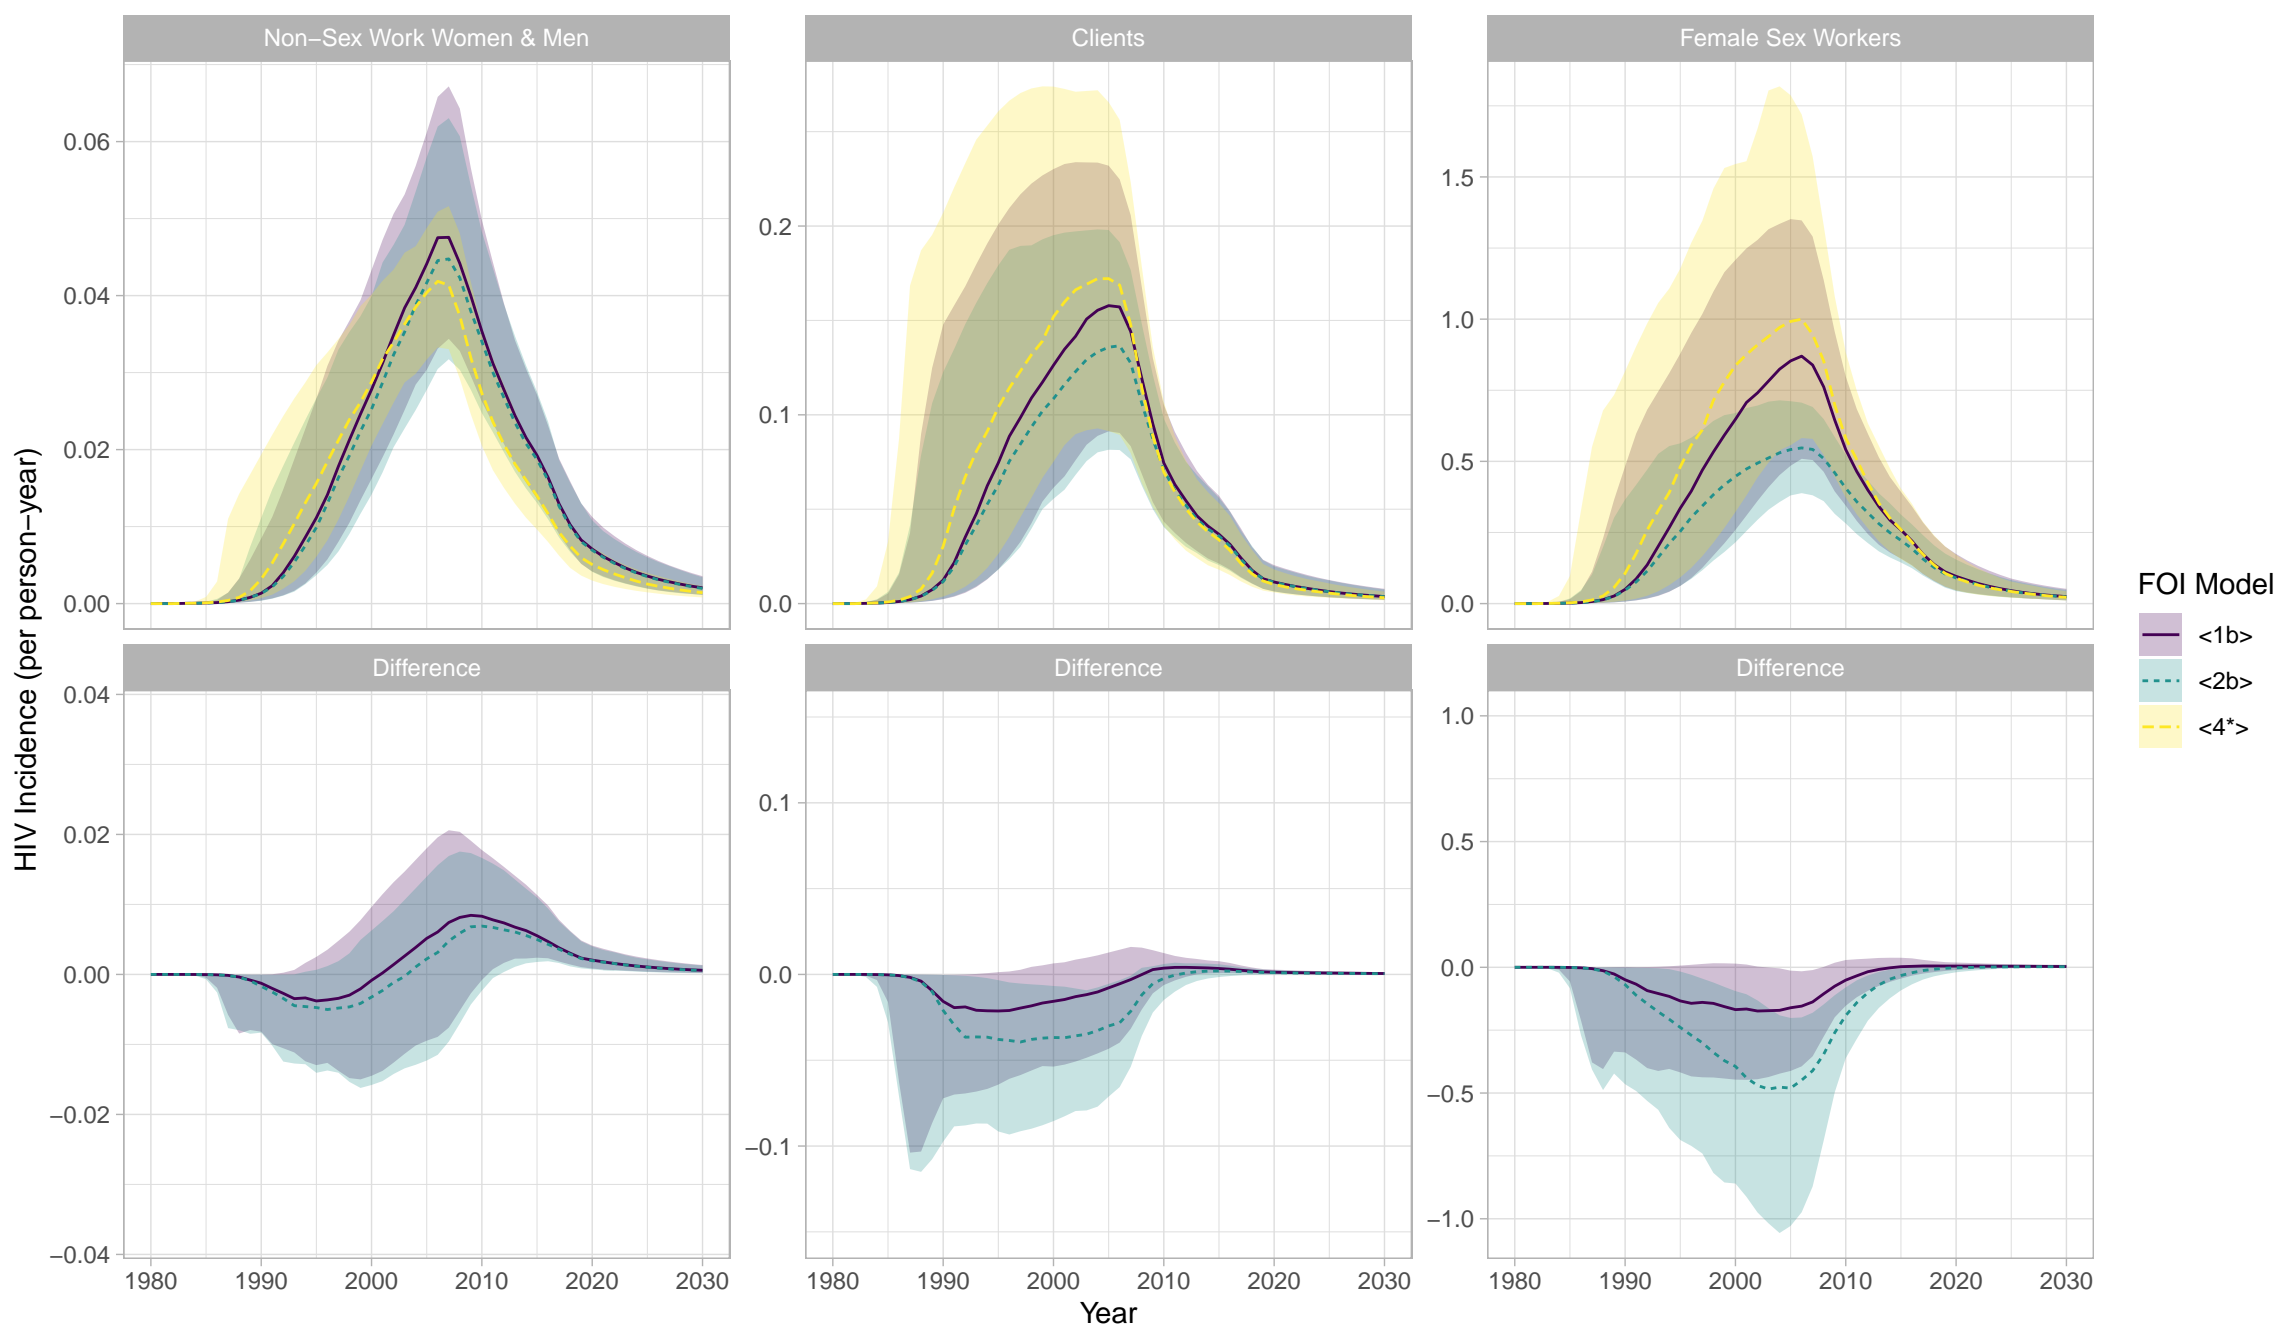 Non−Sex Work Women & Men
Clients
Female Sex Workers
HIV Incidence (per person−year)
0.06
0.04
0.02
0.00
0.2
0.1
0.0
1.5
1.0
0.5
0.0
Difference
Difference
Difference
0.04
0.02
0.00
−0.02
−0.04
0.1
0.0
−0.1
1.0
0.5
0.0
−0.5
−1.0
1980 1990 2000 2010 2020 2030
1980 1990 2000 2010 2020 2030
1980 1990 2000 2010 2020 2030
Year
FOI Model
<1b>
<2b>
<4*>